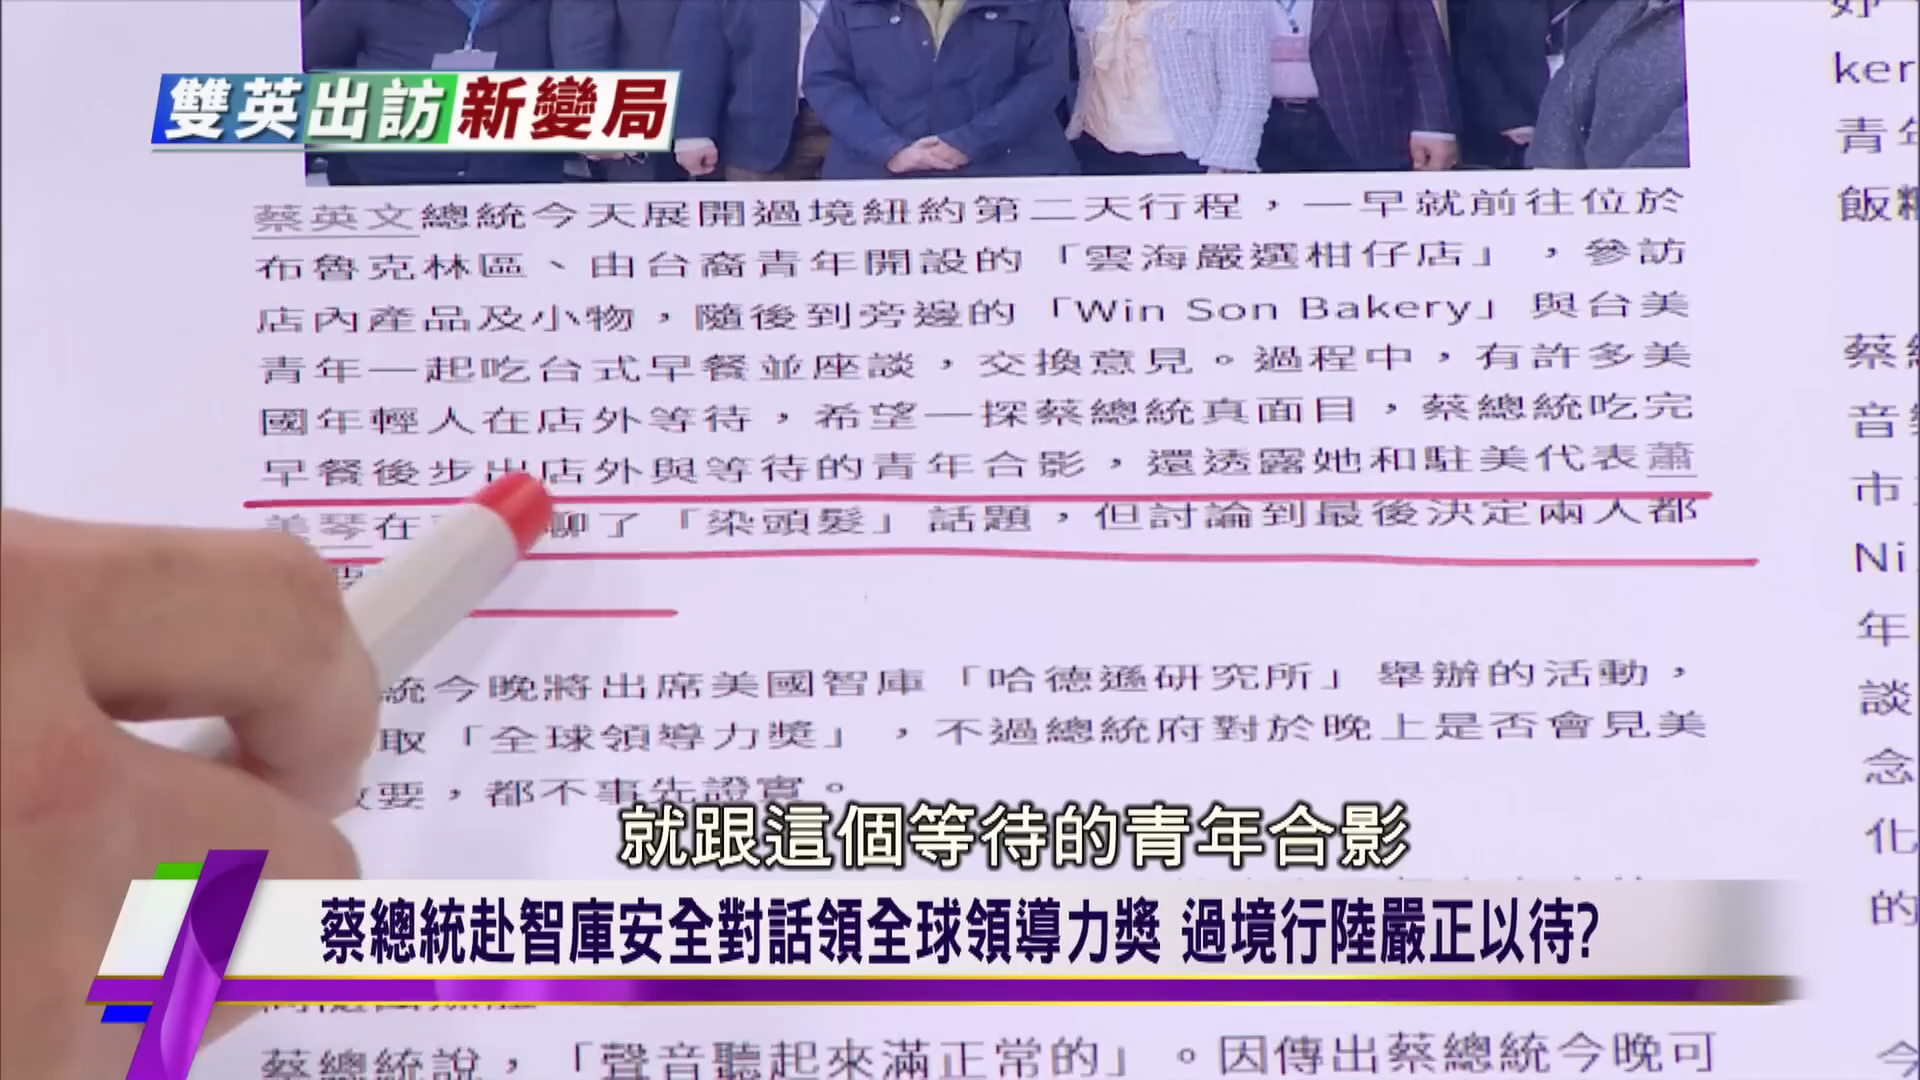 雙英出訪新變局
蔡英文總統今天展開過境紐約第二天行程，一早就前往位於
布魯克林區、由台裔青年開設的「雲海嚴選柑仔店」，參訪
店內產品及小物，隨後到旁邊的「Win Son Bakery」與台美
青年一起吃台式早餐並座談，交換意見。過程中，有許多美
國年輕人在店外等待，希望一探蔡總統真面目，蔡總統吃完
早餐後步出店外與等待的青年合影，還透露她和駐美代表蕭
美琴在 聊了「染頭髮」話題，但討論到最後決定兩人都
統今晚將出席美國智庫「哈德遜研究所」舉辦的活動，
取「全球領導力獎」，不過總統府對於晚上是否會見美
要，都不事先證實。
就跟這個等待的青年合影
蔡總統赴智庫安全對話領全球領導力獎 過境行陸嚴正以待?
蔡總統說，「聲音聽起來滿正常的」。因傳出蔡總統今晚可
ker
青年
飯
蔡
音
市
Ni
年
談
念
化
的
今